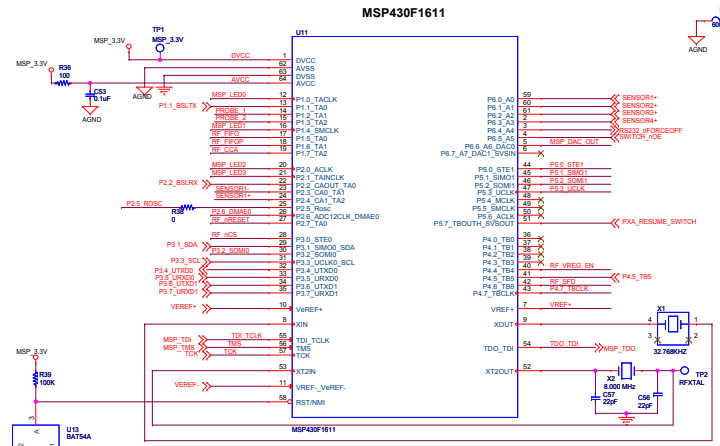 MSP430F1611
TP1
MSP_3.3V
MSP_3.3V
U11
AGND
DVCC
1
DVCC
62
AVSS
63
DVSS
AVCC
64
AVCC
MSP_3.3V
R36
100
C53
0.1uF
AGND
AGND
MSP_LED0
12
P1.0_TACLK
P1.1_BSLTX
13
P1.1_TA0
PROBE_1
14
P1.2_TA1
PROBE_2
15
P1.3_TA2
MSP_LED1
16
P1.4_SMCLK
RF_FIFO
17
P1.5_TA0
RF_FIFOP
18
P1.6_TA1
RF_CCA
19
P1.7_TA2
MSP_LED2
20
P2.0_ACLK
MSP_LED3
21
P2.1_TAINCLK
P2.2_BSLRX
22
P2.2_CAOUT_TA0
SENSOR1-
23
P2.3_CA0_TA1
SENSOR1+
24
P2.4_CA1_TA2
P2.5_ROSC
R38
0
25
P2.5_Rosc
P2.6_DMAE0
26
P2.6_ADC12CLK_DMAE0
RF_nRESET
27
P2.7_TA0
RF_nCS
28
P3.0_STE0
P3.1_SDA
29
P3.1_SIMO0_SDA
P3.2_SOMI0
30
P3.2_SOMI0
P3.3_SCL
31
P3.3_UCLK0_SCL
P3.4_UTXD0
32
P3.4_UTXD0
P3.5_URXD0
33
P3.5_URXD0
P3.6_UTXD1
34
P3.6_UTXD1
P3.7_URXD1
35
P3.7_URXD1
VEREF+
10
VeREF+
8
XIN
MSP_TDI
TDI_TCLK
55
TDI_TCLK
MSP_TMS
TMS
56
TMS
TCK
TCK
57
TCK
53
XT2IN
VEREF-
11
VREF-_VeREF-
58
RST/NMI
MSP_3.3V
R39
100K
3
A
U13
BAT54A
P6.0_A0
59
SENSOR1+
P6.1_A1
60
SENSOR2+
P6.2_A2
61
SENSOR3+
P6.3_A3
2
SENSOR4+
P6.4_A4
3
RS232_nFORCEOFF
P6.5_A5
4
SWITCH_nOE
P6.6_A6_DAC0
5
MSP_DAC_OUT
P6.7_A7_DAC1_SVSIN
6
P5.0_STE1
44
P5.0_STE1
P5.1_SIMO1
45
P5.1_SIMO1
P5.2_SOMI1
46
P5.2_SOMI1
P5.3_UCLK1
47
P5.3_UCLK
P5.4_MCLK
48
P5.5_SMCLK
49
P5.6_ACLK
50
P5.7_TBOUTH_SVSOUT
51
PXA_RESUME_SWITCH
P4.0_TB0
36
P4.1_TB1
37
P4.2_TB2
38
P4.3_TB3
39
P4.4_TB4
40
RF_VREG_EN
P4.5_TB5
41
P4.5_TB5
P4.6_TB6
42
RF_SFD
P4.7_TBCLK
43
P4.7_TBCLK
VREF+
7
VREF+
XOUT
9
X1
4
1
3
2
32.768KHZ
TDO_TDI
54
TDO_TDI
MSP_TDO
XT2OUT
52
X2
8.000 MHz
TP2
RFXTAL
C57
22pF
C56
22pF
MSP430F1611